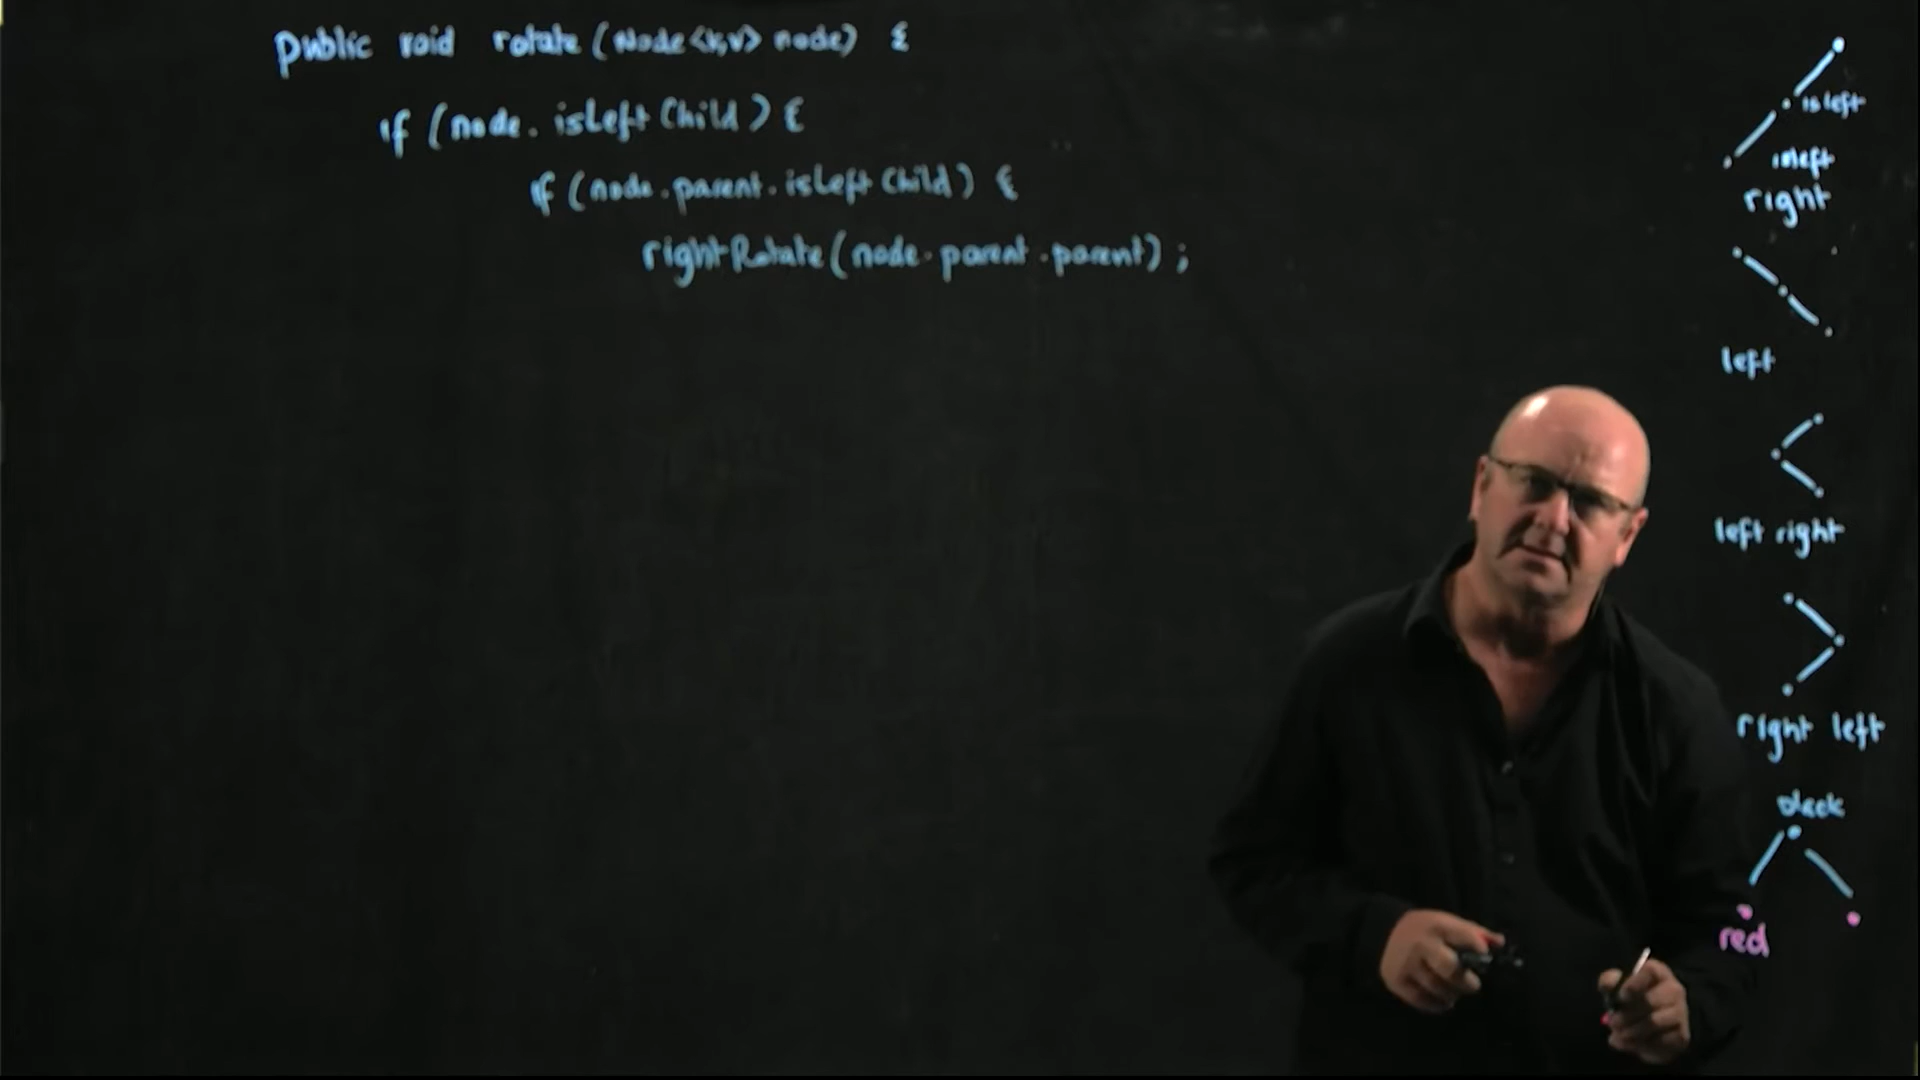 public void rotate (Node<k,v> node) {
if (node. isLeftChild) {
if (node.parent.isLeftChild) {
rightRotate(node.parent.parent);
isleft
isleft
right
left
left right
right left
black
red